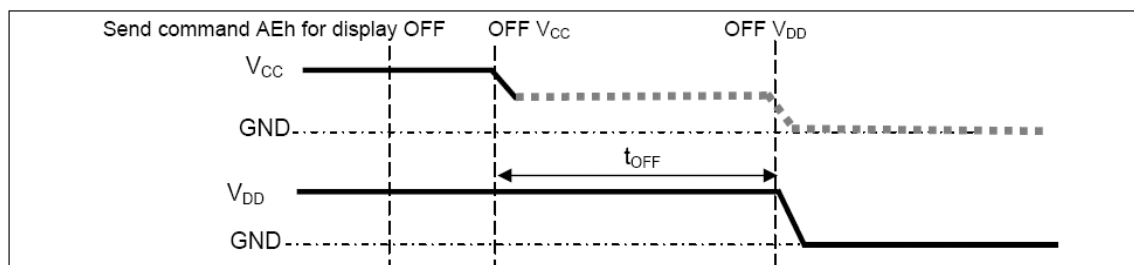 Send command AEh for display OFF OFF VCC OFF VDD
VCC
GND
tOFF
VDD
GND